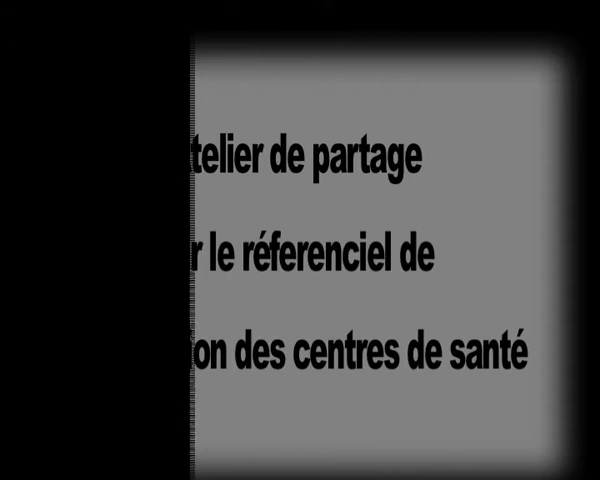 telier de partage
r le réferenciel de
on des centres de santé